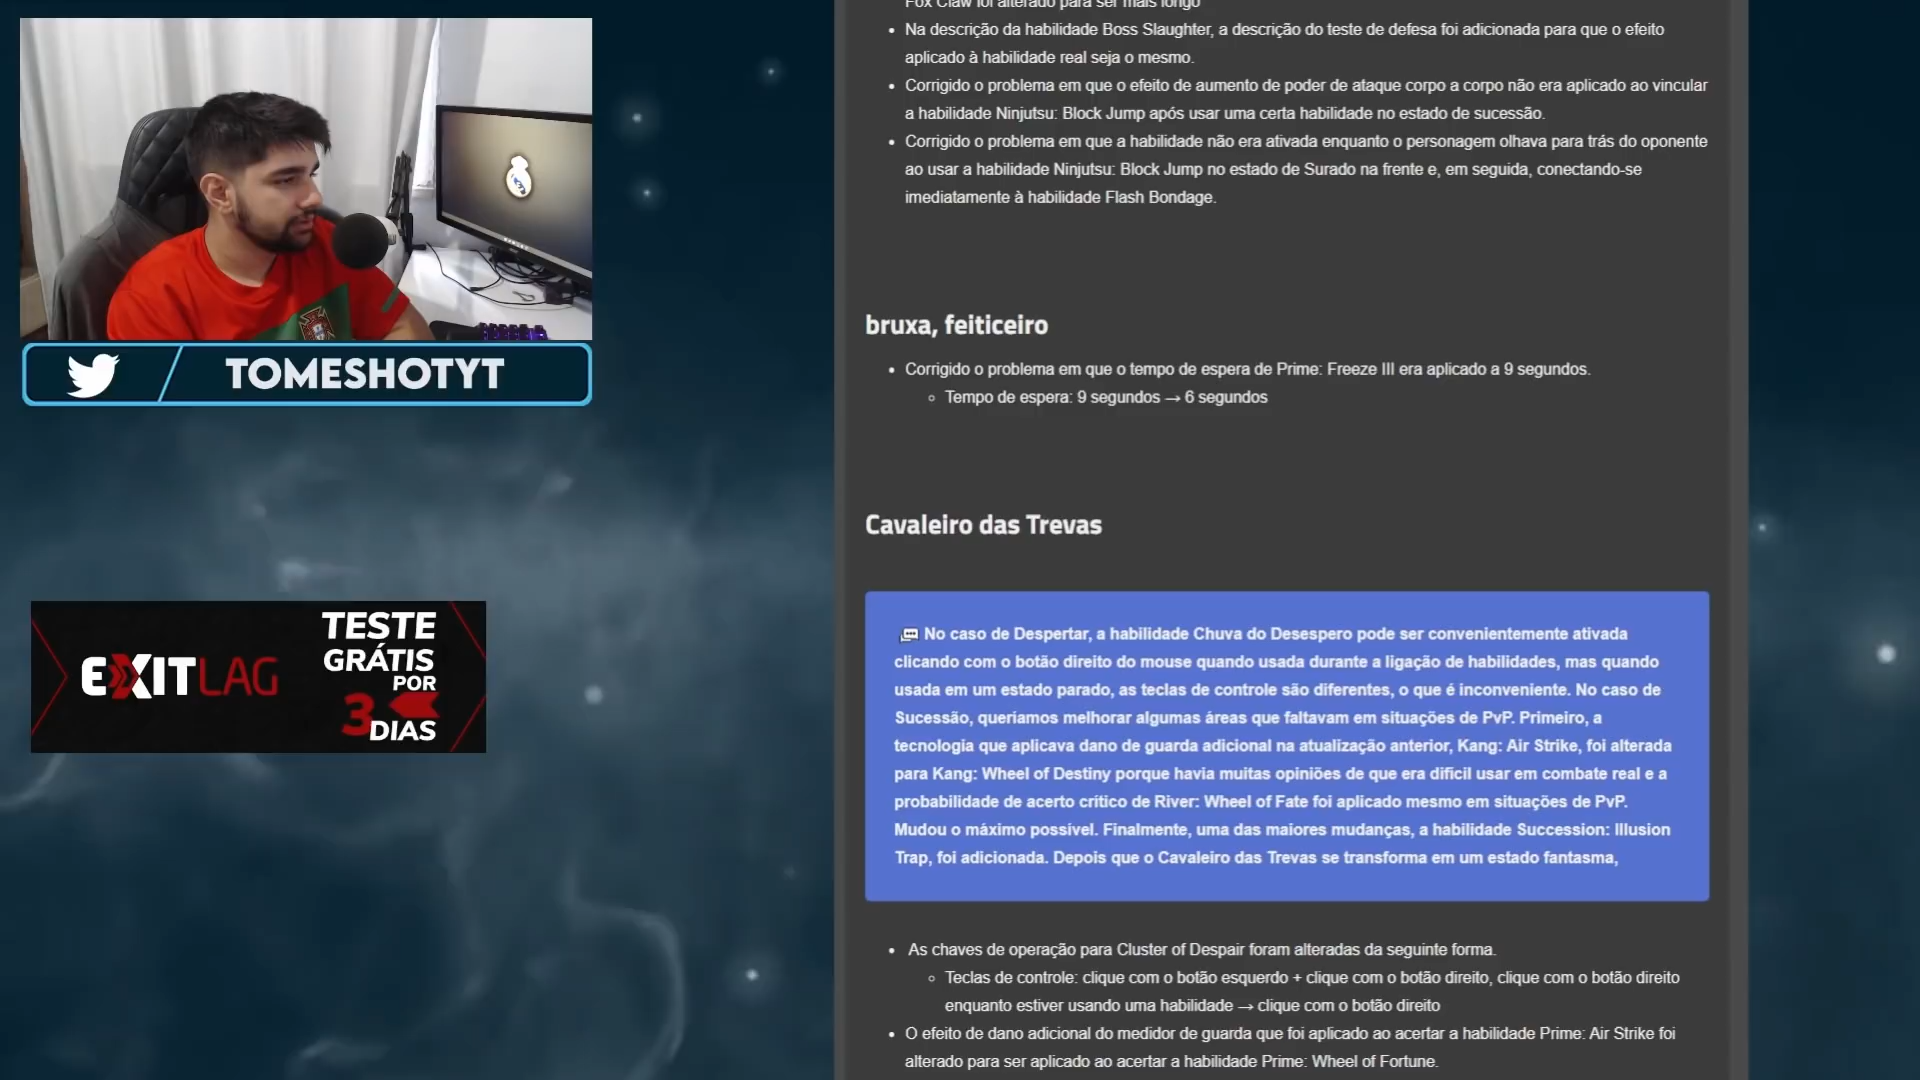 Fox Claw foi alterado para ser mais longo
• Na descrição da habilidade Boss Slaughter, a descrição do teste de defesa foi adicionada para que o efeito
aplicado à habilidade real seja o mesmo.
• Corrigido o problema em que o efeito de aumento de poder de ataque corpo a corpo não era aplicado ao vincular
a habilidade Ninjutsu: Block Jump após usar uma certa habilidade no estado de sucessão.
• Corrigido o problema em que a habilidade não era ativada enquanto o personagem olhava para trás do oponente
ao usar a habilidade Ninjutsu: Block Jump no estado de Surado na frente e, em seguida, conectando-se
imediatamente à habilidade Flash Bondage.
TOMESHOTYT
bruxa, feiticeiro
• Corrigido o problema em que o tempo de espera de Prime: Freeze III era aplicado a 9 segundos.
◦ Tempo de espera: 9 segundos → 6 segundos
EXITLAG
TESTE
GRÁTIS
POR
3 DIAS
Cavaleiro das Trevas
No caso de Despertar, a habilidade Chuva do Desespero pode ser convenientemente ativada
clicando com o botão direito do mouse quando usada durante a ligação de habilidades, mas quando
usada em um estado parado, as teclas de controle são diferentes, o que é inconveniente. No caso de
Sucessão, queríamos melhorar algumas áreas que faltavam em situações de PvP. Primeiro, a
tecnologia que aplicava dano de guarda adicional na atualização anterior, Kang: Air Strike, foi alterada
para Kang: Wheel of Destiny porque havia muitas opiniões de que era difícil usar em combate real e a
probabilidade de acerto crítico de River: Wheel of Fate foi aplicado mesmo em situações de PvP.
Mudou o máximo possível. Finalmente, uma das maiores mudanças, a habilidade Succession: Illusion
Trap, foi adicionada. Depois que o Cavaleiro das Trevas se transforma em um estado fantasma,
• As chaves de operação para Cluster of Despair foram alteradas da seguinte forma.
◦ Teclas de controle: clique com o botão esquerdo + clique com o botão direito, clique com o botão direito
enquanto estiver usando uma habilidade → clique com o botão direito
• O efeito de dano adicional do medidor de guarda que foi aplicado ao acertar a habilidade Prime: Air Strike foi
alterado para ser aplicado ao acertar a habilidade Prime: Wheel of Fortune.